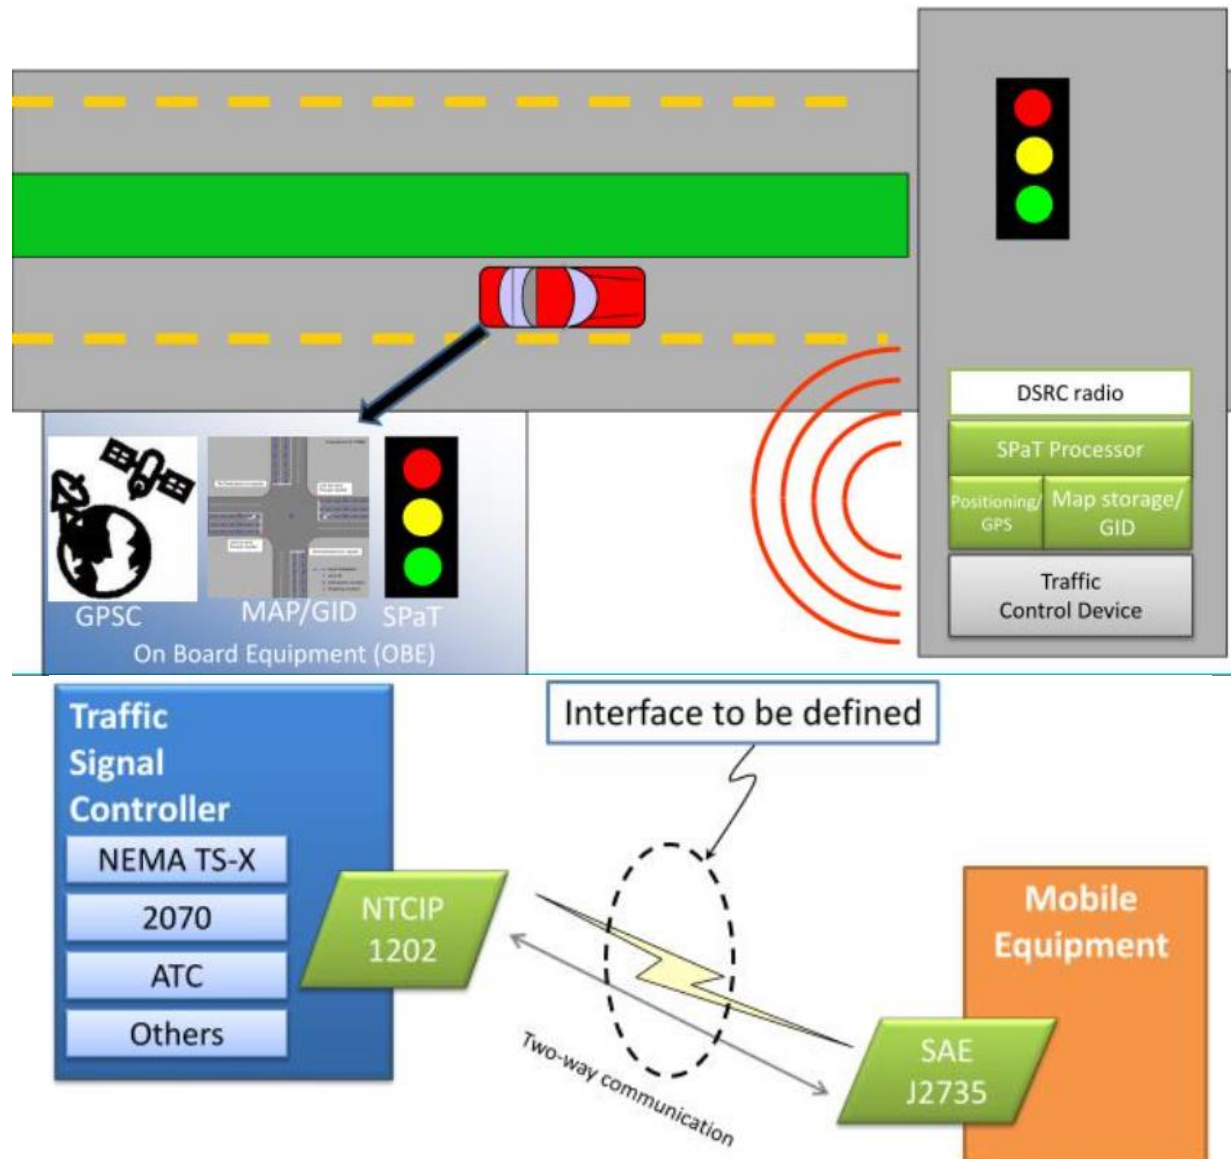 DSRC radio
SPaT Processor
Positioning/
GPS
Map storage/
GID
Traffic
Control Device
GPSC
MAP/GID
SPaT
On Board Equipment (OBE)
Traffic
Signal
Controller
NEMA TS-X
2070
ATC
Others
NTCIP
1202
Interface to be defined
Two-way communication
Mobile
Equipment
SAE
J2735